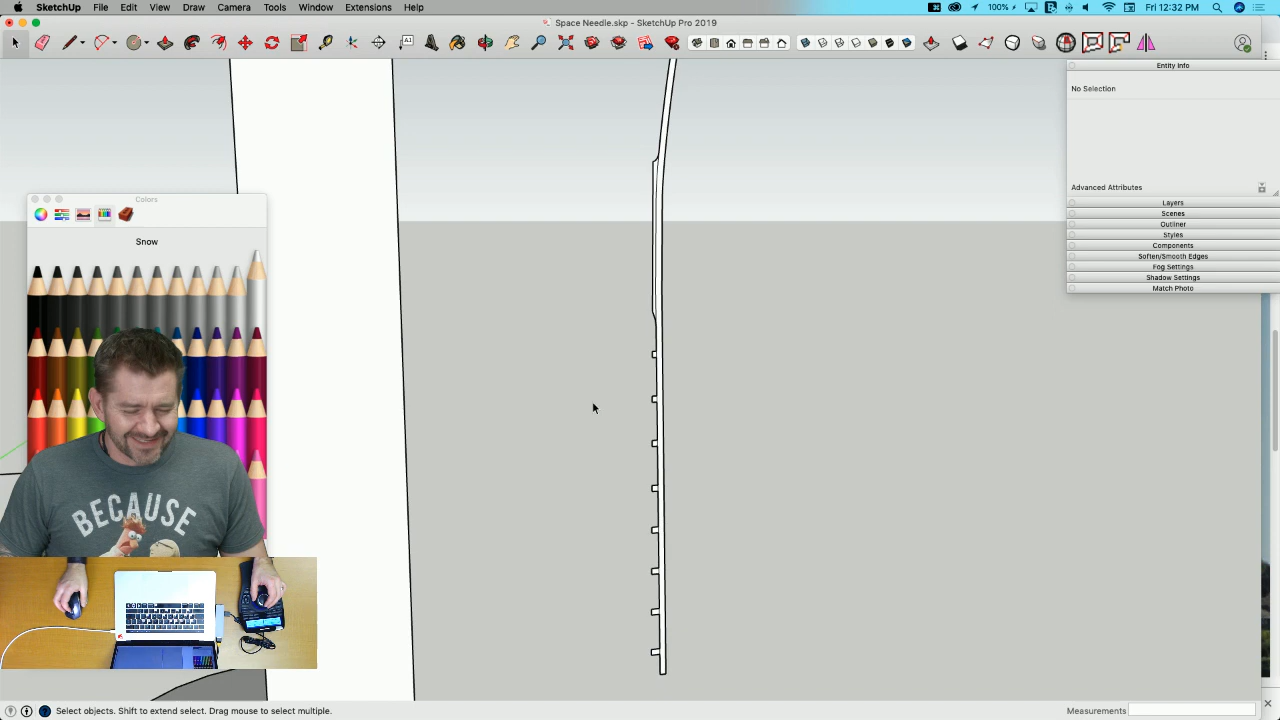 SketchUp File Edit View Draw Camera Tools Window Extensions Help
100% Fri 12:32 PM
Space Needle.skp - SketchUp Pro 2019
Entity Info
No Selection
Advanced Attributes
Layers
Scenes
Outliner
Styles
Components
Soften/Smooth Edges
Fog Settings
Shadow Settings
Match Photo
Colors
Snow
BECAUSE
Select objects. Shift to extend select. Drag mouse to select multiple.
Measurements